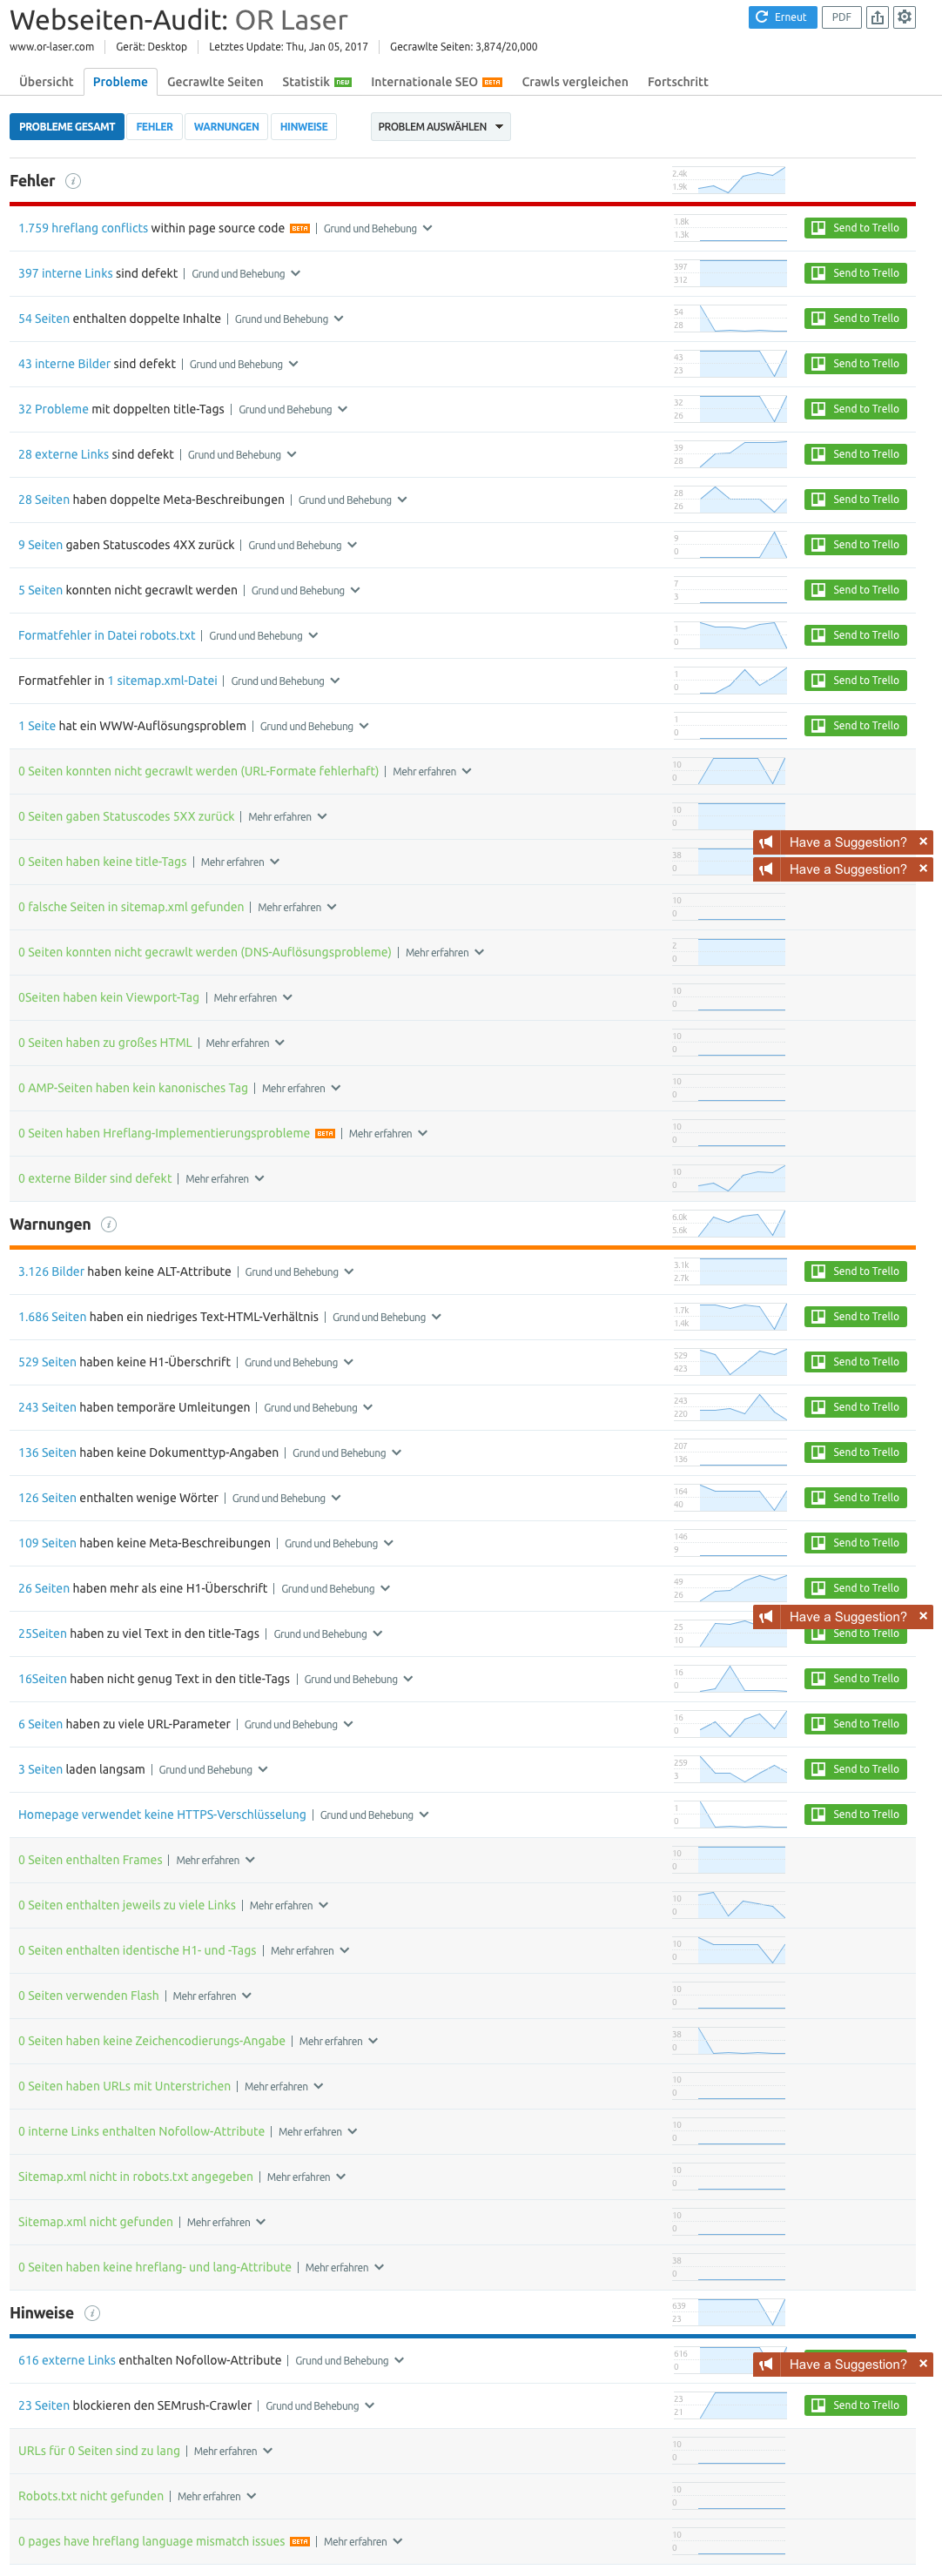 Webseiten-Audit: OR Laser
Erneut PDF
www.or-laser.com Gerät: Desktop Letztes Update: Thu, Jan 05, 2017 Gecrawlte Seiten: 3,874/20,000
Übersicht Probleme Gecrawlte Seiten Statistik NEW Internationale SEO BETA Crawls vergleichen Fortschritt
PROBLEME GESAMT FEHLER WARNUNGEN HINWEISE PROBLEM AUSWÄHLEN
Fehler i 2.4k 1.9k
1.759 hreflang conflicts within page source code BETA | Grund und Behebung 1.8k 1.3k Send to Trello
397 interne Links sind defekt | Grund und Behebung 397 312 Send to Trello
54 Seiten enthalten doppelte Inhalte | Grund und Behebung 54 28 Send to Trello
43 interne Bilder sind defekt | Grund und Behebung 43 23 Send to Trello
32 Probleme mit doppelten title-Tags | Grund und Behebung 32 26 Send to Trello
28 externe Links sind defekt | Grund und Behebung 39 28 Send to Trello
28 Seiten haben doppelte Meta-Beschreibungen | Grund und Behebung 28 26 Send to Trello
9 Seiten gaben Statuscodes 4XX zurück | Grund und Behebung 9 0 Send to Trello
5 Seiten konnten nicht gecrawlt werden | Grund und Behebung 7 3 Send to Trello
Formatfehler in Datei robots.txt | Grund und Behebung 1 0 Send to Trello
Formatfehler in 1 sitemap.xml-Datei | Grund und Behebung 1 0 Send to Trello
1 Seite hat ein WWW-Auflösungsproblem | Grund und Behebung 1 0 Send to Trello
0 Seiten konnten nicht gecrawlt werden (URL-Formate fehlerhaft) | Mehr erfahren 10 0
0 Seiten gaben Statuscodes 5XX zurück | Mehr erfahren 10 0
Have a Suggestion? ×
0 Seiten haben keine title-Tags | Mehr erfahren 38 0
Have a Suggestion? ×
0 falsche Seiten in sitemap.xml gefunden | Mehr erfahren 10 0
0 Seiten konnten nicht gecrawlt werden (DNS-Auflösungsprobleme) | Mehr erfahren 2 0
0Seiten haben kein Viewport-Tag | Mehr erfahren 10 0
0 Seiten haben zu großes HTML | Mehr erfahren 10 0
0 AMP-Seiten haben kein kanonisches Tag | Mehr erfahren 10 0
0 Seiten haben Hreflang-Implementierungsprobleme BETA | Mehr erfahren 10 0
0 externe Bilder sind defekt | Mehr erfahren 10 0
Warnungen i 6.0k 5.6k
3.126 Bilder haben keine ALT-Attribute | Grund und Behebung 3.1k 2.7k Send to Trello
1.686 Seiten haben ein niedriges Text-HTML-Verhältnis | Grund und Behebung 1.7k 1.4k Send to Trello
529 Seiten haben keine H1-Überschrift | Grund und Behebung 529 423 Send to Trello
243 Seiten haben temporäre Umleitungen | Grund und Behebung 243 220 Send to Trello
136 Seiten haben keine Dokumenttyp-Angaben | Grund und Behebung 207 136 Send to Trello
126 Seiten enthalten wenige Wörter | Grund und Behebung 164 40 Send to Trello
109 Seiten haben keine Meta-Beschreibungen | Grund und Behebung 146 9 Send to Trello
26 Seiten haben mehr als eine H1-Überschrift | Grund und Behebung 49 26 Send to Trello
Have a Suggestion? ×
25Seiten haben zu viel Text in den title-Tags | Grund und Behebung 25 10 Send to Trello
16Seiten haben nicht genug Text in den title-Tags | Grund und Behebung 16 0 Send to Trello
6 Seiten haben zu viele URL-Parameter | Grund und Behebung 16 0 Send to Trello
3 Seiten laden langsam | Grund und Behebung 259 3 Send to Trello
Homepage verwendet keine HTTPS-Verschlüsselung | Grund und Behebung 1 0 Send to Trello
0 Seiten enthalten Frames | Mehr erfahren 10 0
0 Seiten enthalten jeweils zu viele Links | Mehr erfahren 10 0
0 Seiten enthalten identische H1- und -Tags | Mehr erfahren 10 0
0 Seiten verwenden Flash | Mehr erfahren 10 0
0 Seiten haben keine Zeichencodierungs-Angabe | Mehr erfahren 38 0
0 Seiten haben URLs mit Unterstrichen | Mehr erfahren 10 0
0 interne Links enthalten Nofollow-Attribute | Mehr erfahren 10 0
Sitemap.xml nicht in robots.txt angegeben | Mehr erfahren 10 0
Sitemap.xml nicht gefunden | Mehr erfahren 10 0
0 Seiten haben keine hreflang- und lang-Attribute | Mehr erfahren 38 0
Hinweise i 639 23
616 externe Links enthalten Nofollow-Attribute | Grund und Behebung 616 0
Have a Suggestion? ×
23 Seiten blockieren den SEMrush-Crawler | Grund und Behebung 23 21 Send to Trello
URLs für 0 Seiten sind zu lang | Mehr erfahren 10 0
Robots.txt nicht gefunden | Mehr erfahren 10 0
0 pages have hreflang language mismatch issues BETA | Mehr erfahren 10 0